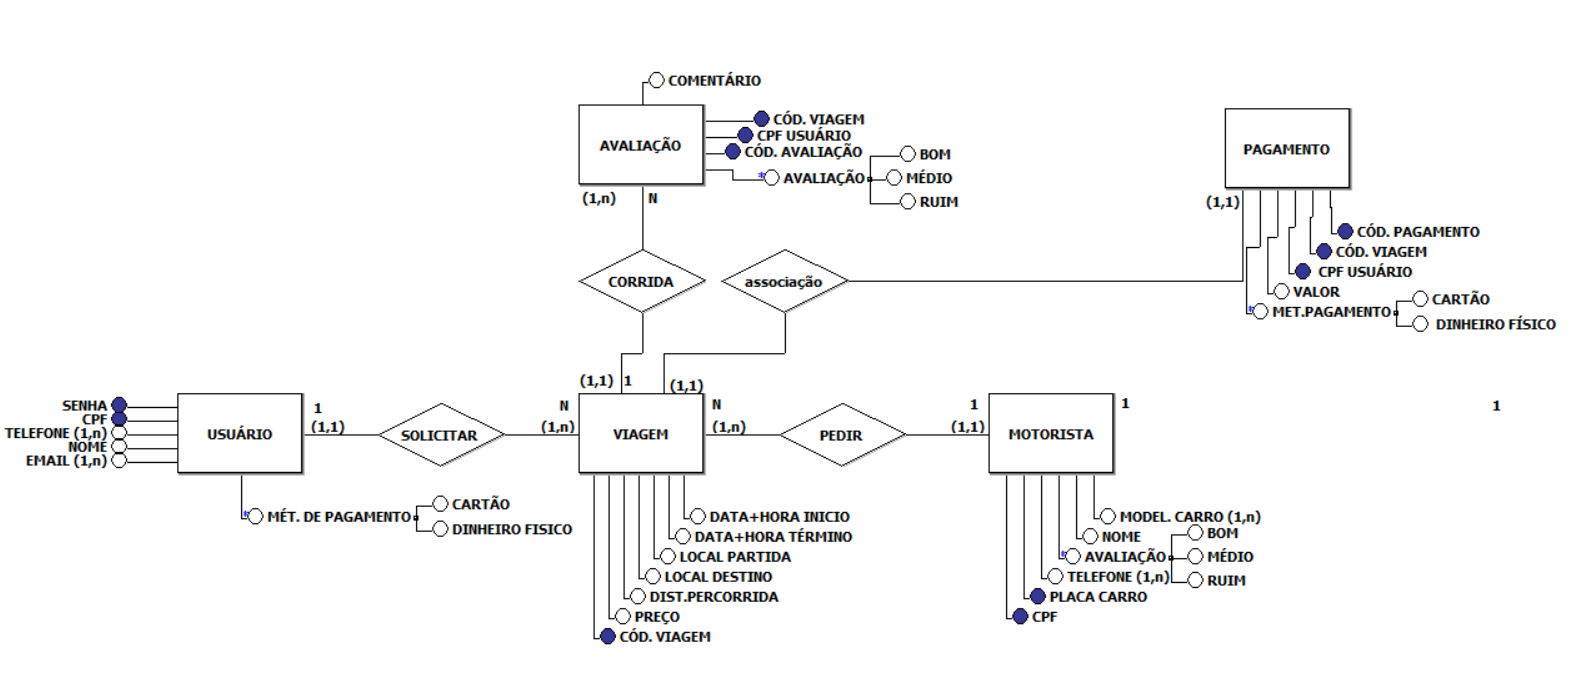 COMENTÁRIO
AVALIAÇÃO
CÓD. VIAGEM
CPF USUÁRIO
CÓD. AVALIAÇÃO
* AVALIAÇÃO
BOM
MÉDIO
RUIM
(1,n) N
PAGAMENTO
(1,1)
CÓD. PAGAMENTO
CÓD. VIAGEM
CPF USUÁRIO
VALOR
* MET.PAGAMENTO
CARTÃO
DINHEIRO FÍSICO
CORRIDA
associação
(1,1) 1
(1,1)
SENHA
CPF
TELEFONE (1,n)
NOME
EMAIL (1,n)
USUÁRIO
1
(1,1)
SOLICITAR
N
(1,n)
VIAGEM
N
(1,n)
PEDIR
1
(1,1)
MOTORISTA
1
1
* MÉT. DE PAGAMENTO
CARTÃO
DINHEIRO FISICO
DATA+HORA INICIO
DATA+HORA TÉRMINO
LOCAL PARTIDA
LOCAL DESTINO
DIST.PERCORRIDA
PREÇO
CÓD. VIAGEM
MODEL. CARRO (1,n)
NOME
* AVALIAÇÃO
BOM
MÉDIO
RUIM
TELEFONE (1,n)
PLACA CARRO
CPF